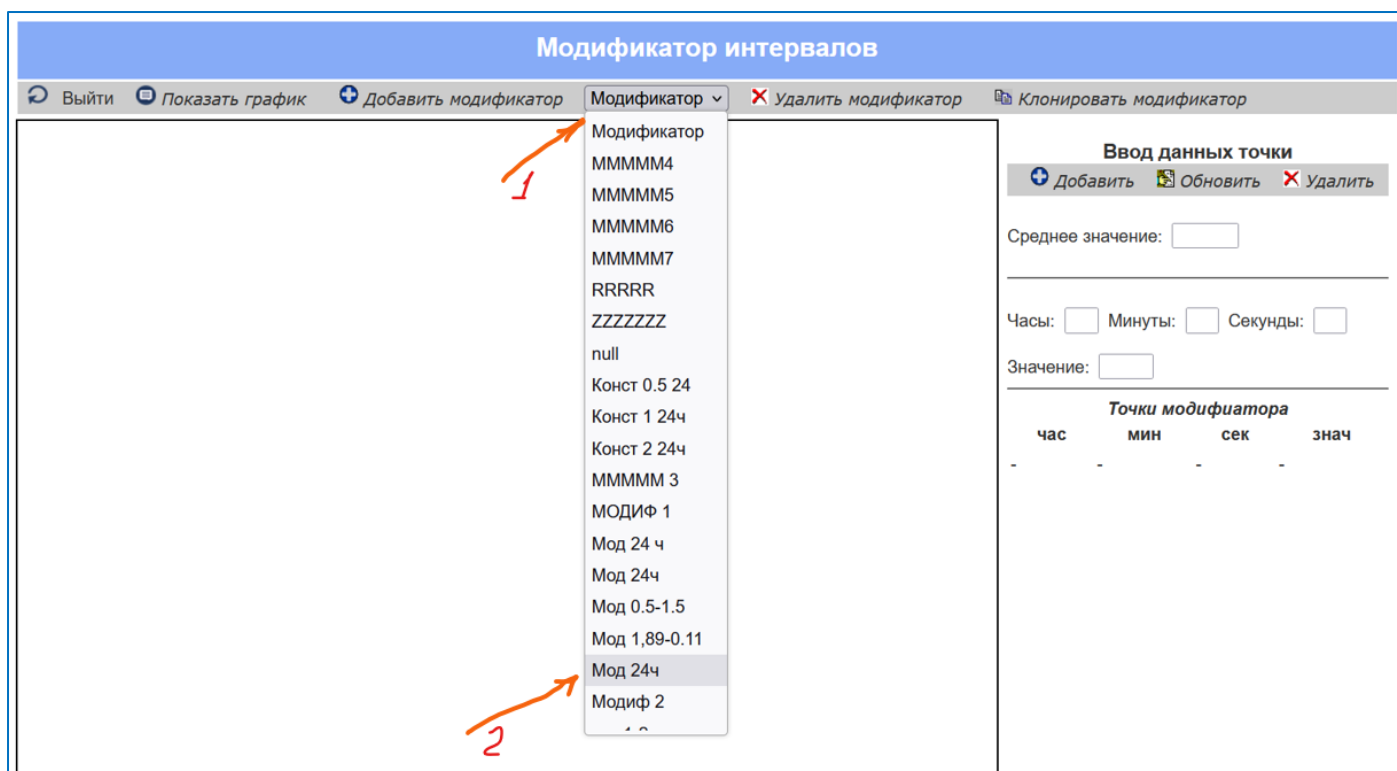 Модификатор интервалов
Выйти Показать график Добавить модификатор Модификатор Удалить модификатор Клонировать модификатор
Модификатор
МММММ4
МММММ5
МММММ6
МММММ7
RRRRR
ZZZZZZZ
null
Конст 0.5 24
Конст 1 24ч
Конст 2 24ч
МММММ 3
МОДИФ 1
Мод 24 ч
Мод 24ч
Мод 0.5-1.5
Мод 1,89-0.11
Мод 24ч
Модиф 2
1
2
Ввод данных точки
Добавить Обновить Удалить
Среднее значение:
Часы: Минуты: Секунды:
Значение:
Точки модифиатора
час мин сек знач
- - - -